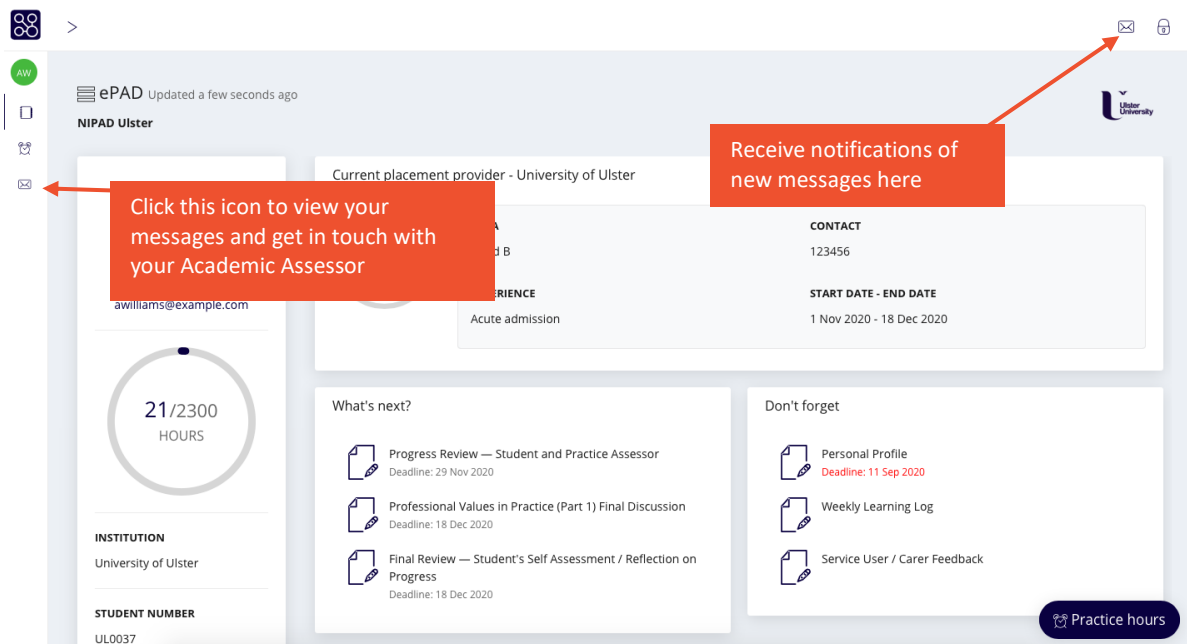 >
AW
ePAD Updated a few seconds ago
NIPAD Ulster
Ulster
University
Receive notifications of
new messages here
Click this icon to view your
messages and get in touch with
your Academic Assessor
awilliams@example.com
21/2300
HOURS
INSTITUTION
University of Ulster
STUDENT NUMBER
UL0037
Current placement provider - University of Ulster
CONTACT
123456
Acute admission
START DATE - END DATE
1 Nov 2020 - 18 Dec 2020
What's next?
Progress Review — Student and Practice Assessor
Deadline: 29 Nov 2020
Professional Values in Practice (Part 1) Final Discussion
Deadline: 18 Dec 2020
Final Review — Student's Self Assessment / Reflection on
Progress
Deadline: 18 Dec 2020
Don't forget
Personal Profile
Deadline: 11 Sep 2020
Weekly Learning Log
Service User / Carer Feedback
Practice hours